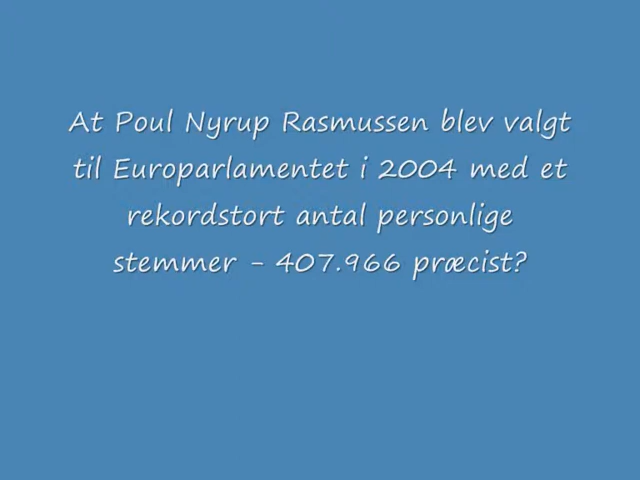 At Poul Nyrup Rasmussen blev valgt
til Europarlamentet i 2004 med et
rekordstort antal personlige
stemmer - 407.966 præcist?